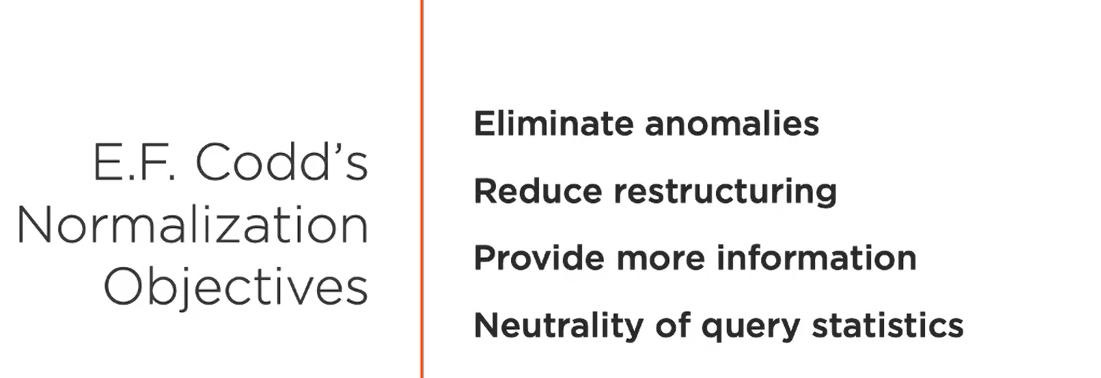 E.F. Codd’s
Normalization
Objectives
Eliminate anomalies
Reduce restructuring
Provide more information
Neutrality of query statistics